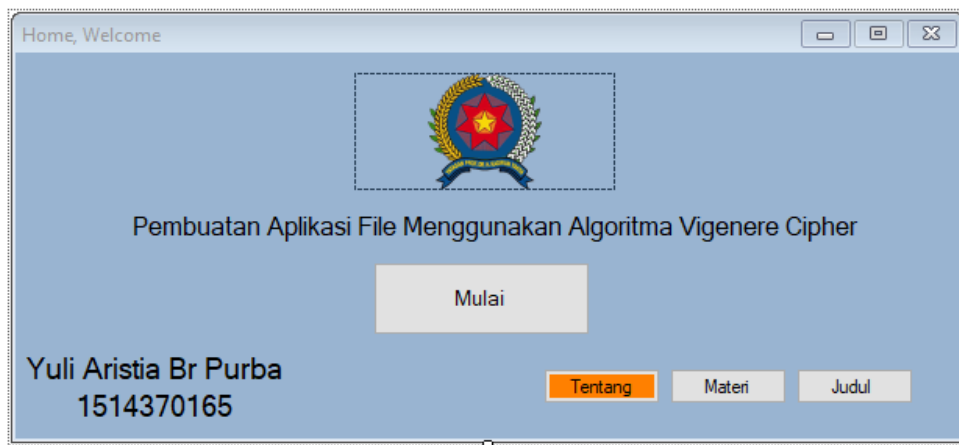 Home, Welcome
Pembuatan Aplikasi File Menggunakan Algoritma Vigenere Cipher
Mulai
Yuli Aristia Br Purba
1514370165
Tentang Materi Judul